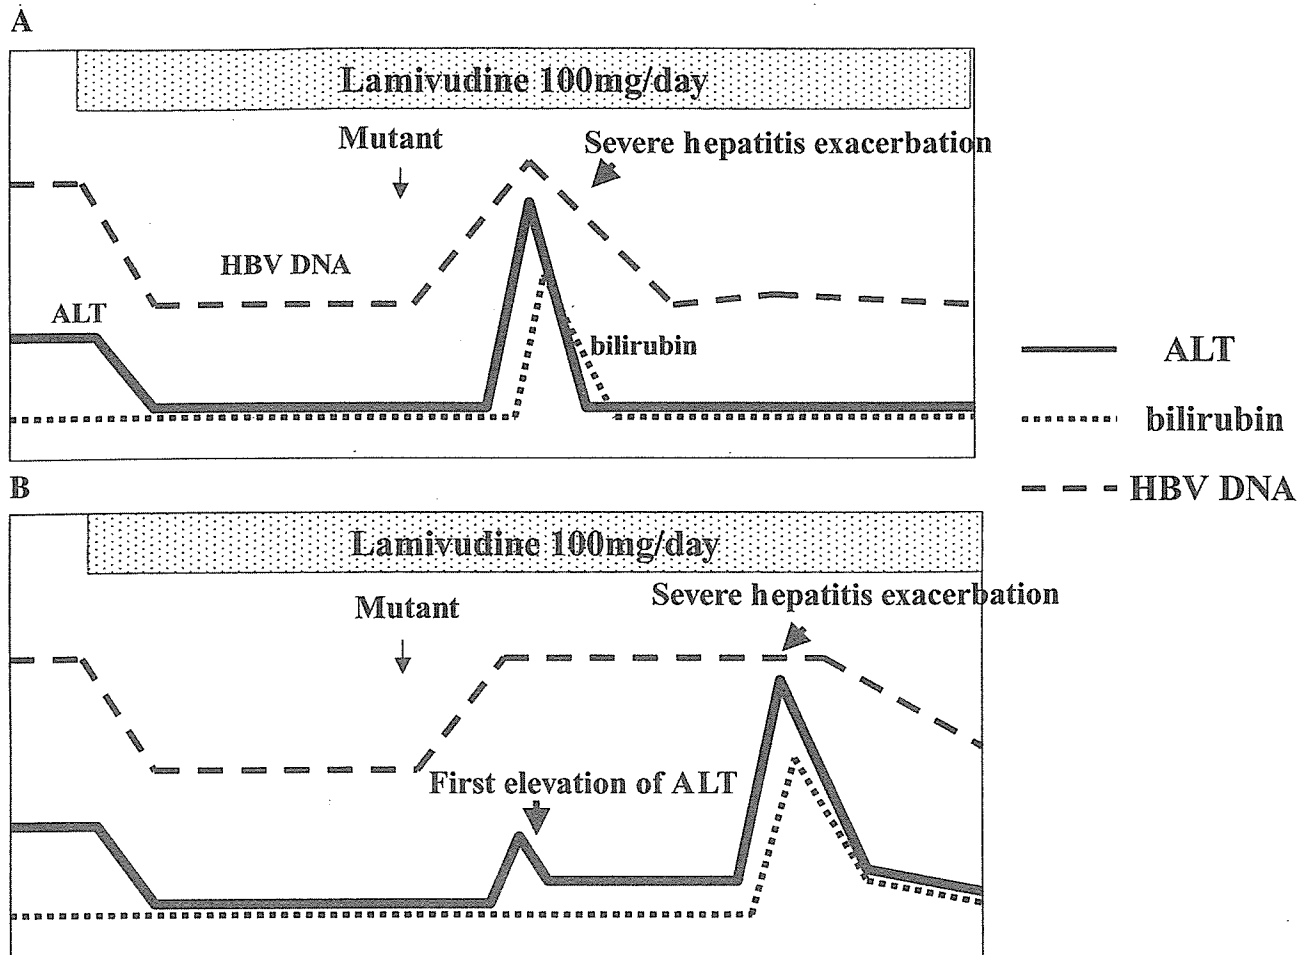 A
Lamivudine 100mg/day
Mutant
Severe hepatitis exacerbation
HBV DNA
ALT
bilirubin
ALT
bilirubin
HBV DNA
B
Lamivudine 100mg/day
Mutant
Severe hepatitis exacerbation
First elevation of ALT